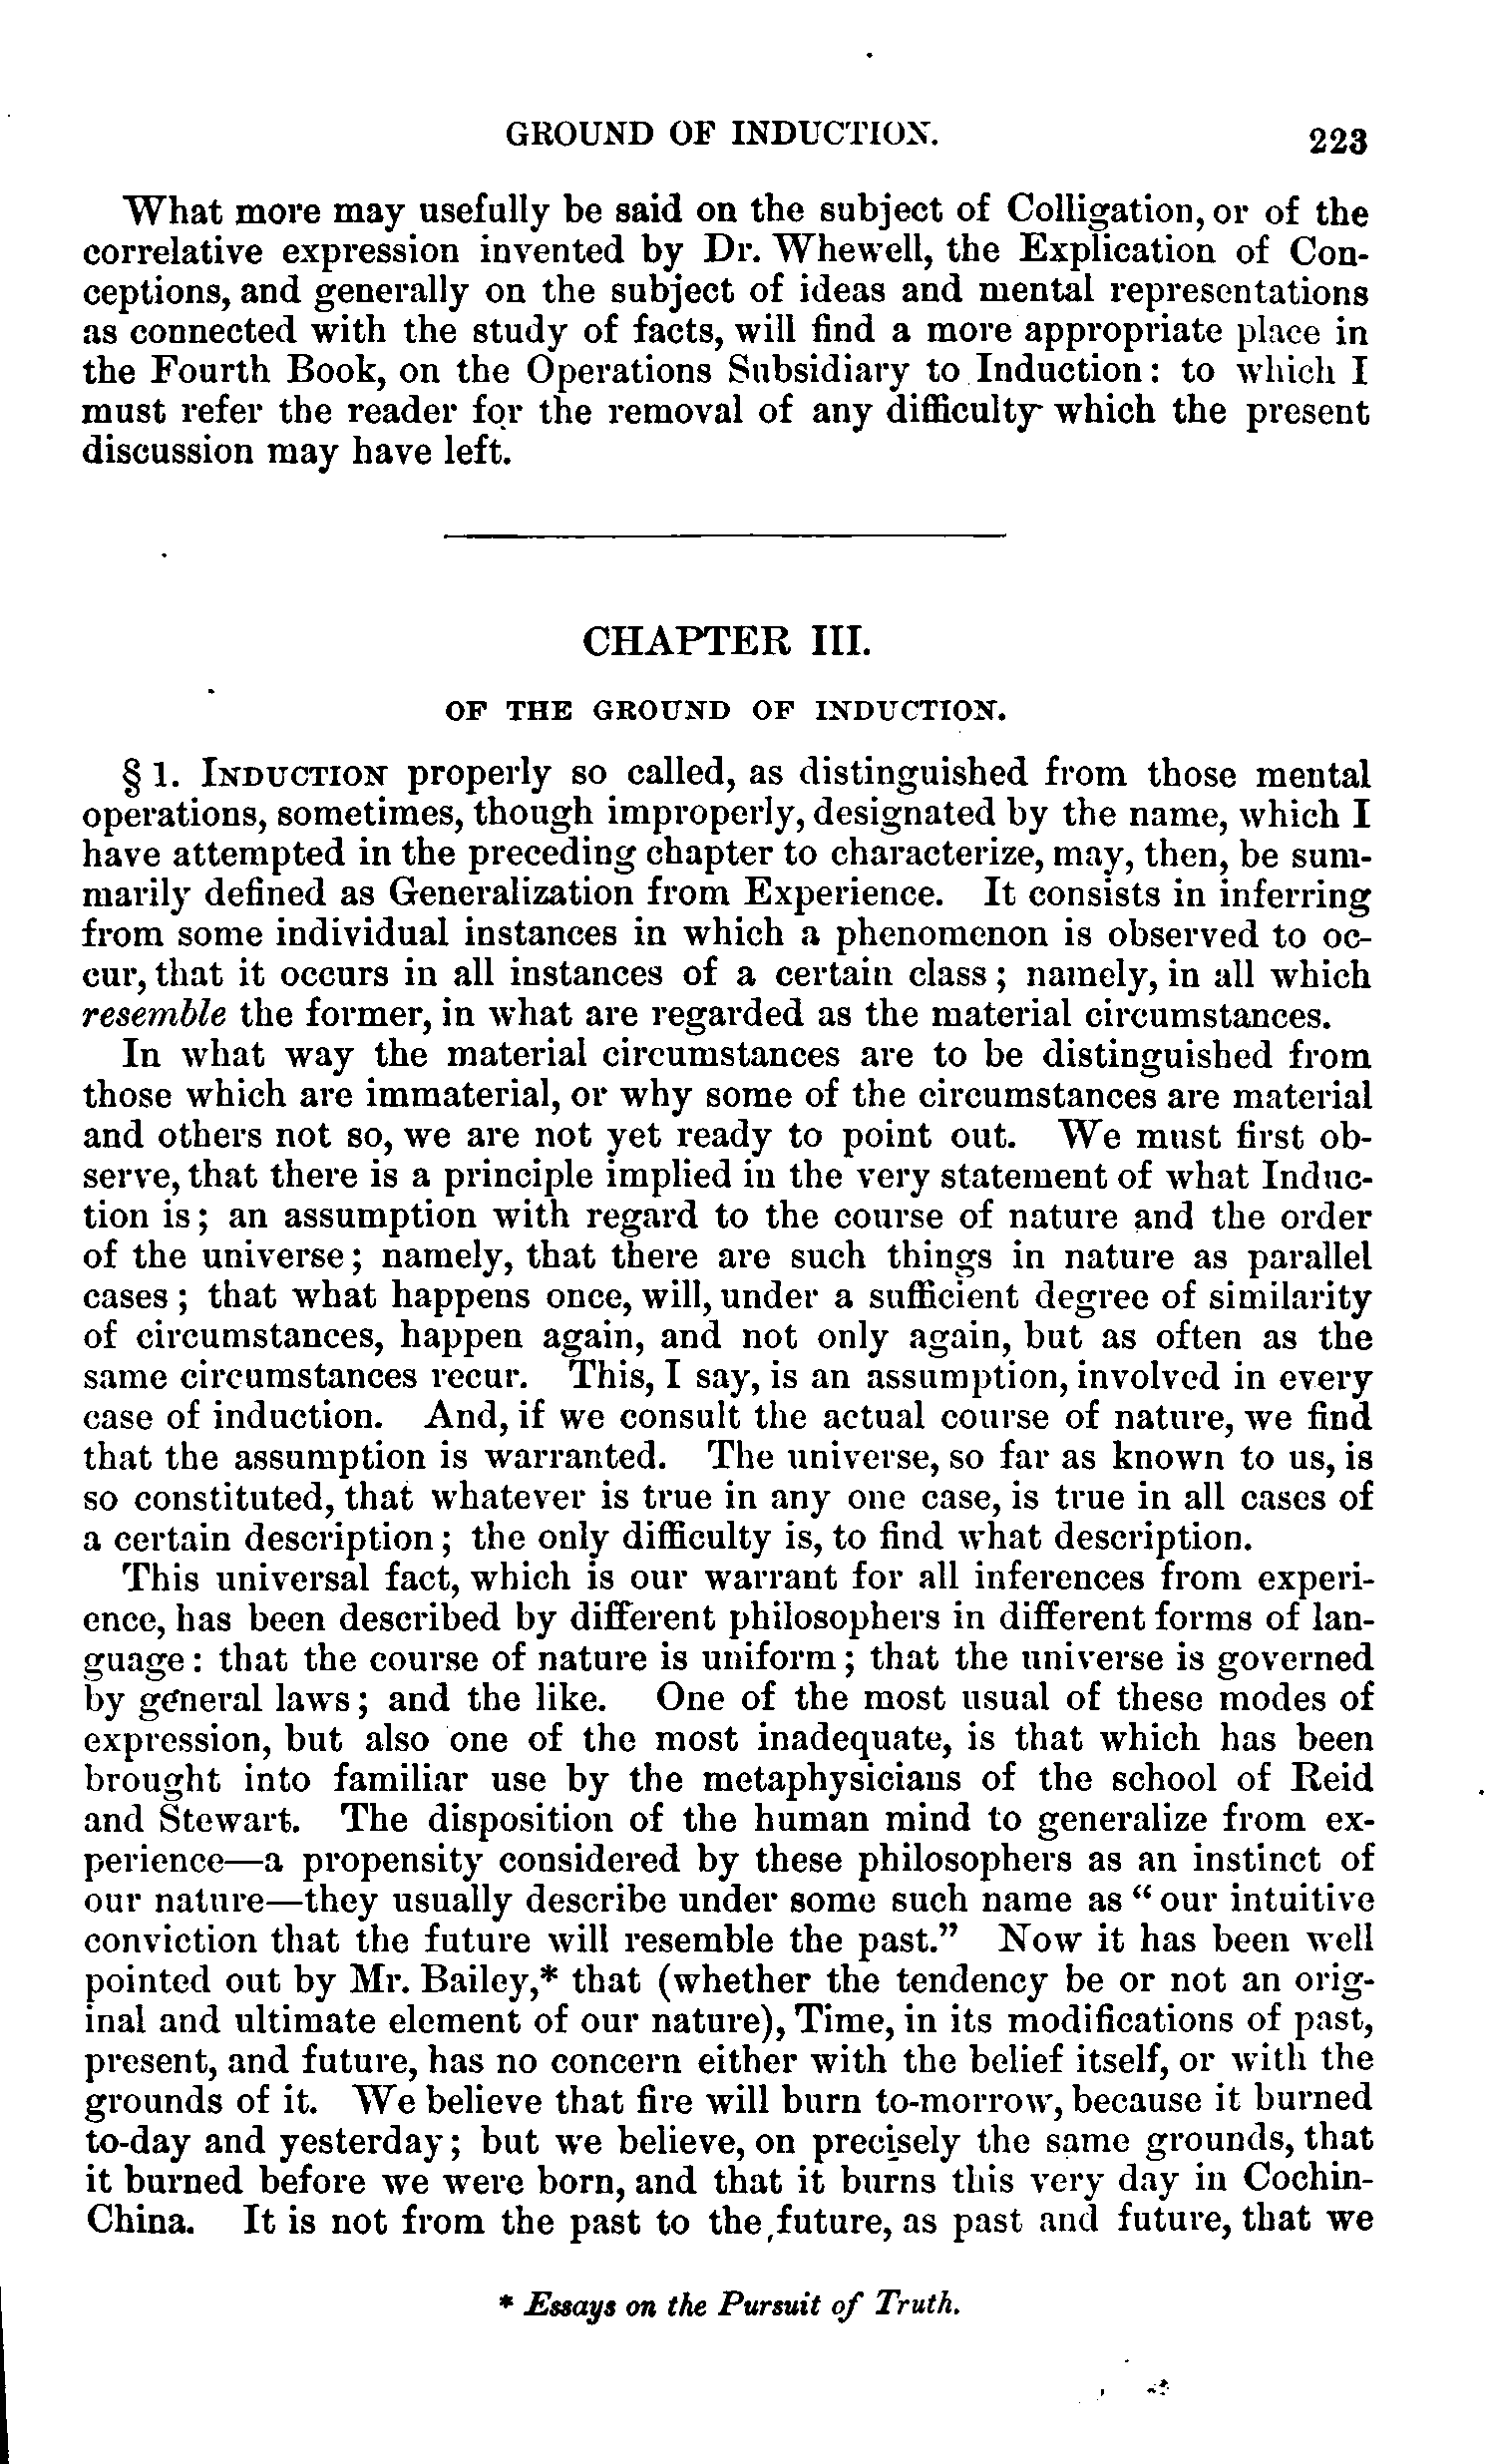 GROUND OF INDUCTION. 223
What more may usefully be said on the subject of Colligation, or of the
correlative expression invented by Dr. Whewell, the Explication of Con-
ceptions, and generally on the subject of ideas and mental representations
as connected with the study of facts, will find a more appropriate place in
the Fourth Book, on the Operations Subsidiary to Induction: to which I
must refer the reader for the removal of any difficulty which the present
discussion may have left.
CHAPTER III.
OF THE GROUND OF INDUCTION.
§ 1. INDUCTION properly so called, as distinguished from those mental
operations, sometimes, though improperly, designated by the name, which I
have attempted in the preceding chapter to characterize, may, then, be sum-
marily defined as Generalization from Experience. It consists in inferring
from some individual instances in which a phenomenon is observed to oc-
cur, that it occurs in all instances of a certain class; namely, in all which
resemble the former, in what are regarded as the material circumstances.
In what way the material circumstances are to be distinguished from
those which are immaterial, or why some of the circumstances are material
and others not so, we are not yet ready to point out. We must first ob-
serve, that there is a principle implied in the very statement of what Induc-
tion is; an assumption with regard to the course of nature and the order
of the universe; namely, that there are such things in nature as parallel
cases; that what happens once, will, under a sufficient degree of similarity
of circumstances, happen again, and not only again, but as often as the
same circumstances recur. This, I say, is an assumption, involved in every
case of induction. And, if we consult the actual course of nature, we find
that the assumption is warranted. The universe, so far as known to us, is
so constituted, that whatever is true in any one case, is true in all cases of
a certain description; the only difficulty is, to find what description.
This universal fact, which is our warrant for all inferences from experi-
ence, has been described by different philosophers in different forms of lan-
guage: that the course of nature is uniform; that the universe is governed
by general laws; and the like. One of the most usual of these modes of
expression, but also one of the most inadequate, is that which has been
brought into familiar use by the metaphysicians of the school of Reid
and Stewart. The disposition of the human mind to generalize from ex-
perience—a propensity considered by these philosophers as an instinct of
our nature—they usually describe under some such name as "our intuitive
conviction that the future will resemble the past." Now it has been well
pointed out by Mr. Bailey,* that (whether the tendency be or not an orig-
inal and ultimate element of our nature), Time, in its modifications of past,
present, and future, has no concern either with the belief itself, or with the
grounds of it. We believe that fire will burn to-morrow, because it burned
to-day and yesterday; but we believe, on precisely the same grounds, that
it burned before we were born, and that it burns this very day in Cochin-
China. It is not from the past to the future, as past and future, that we
* Essays on the Pursuit of Truth.